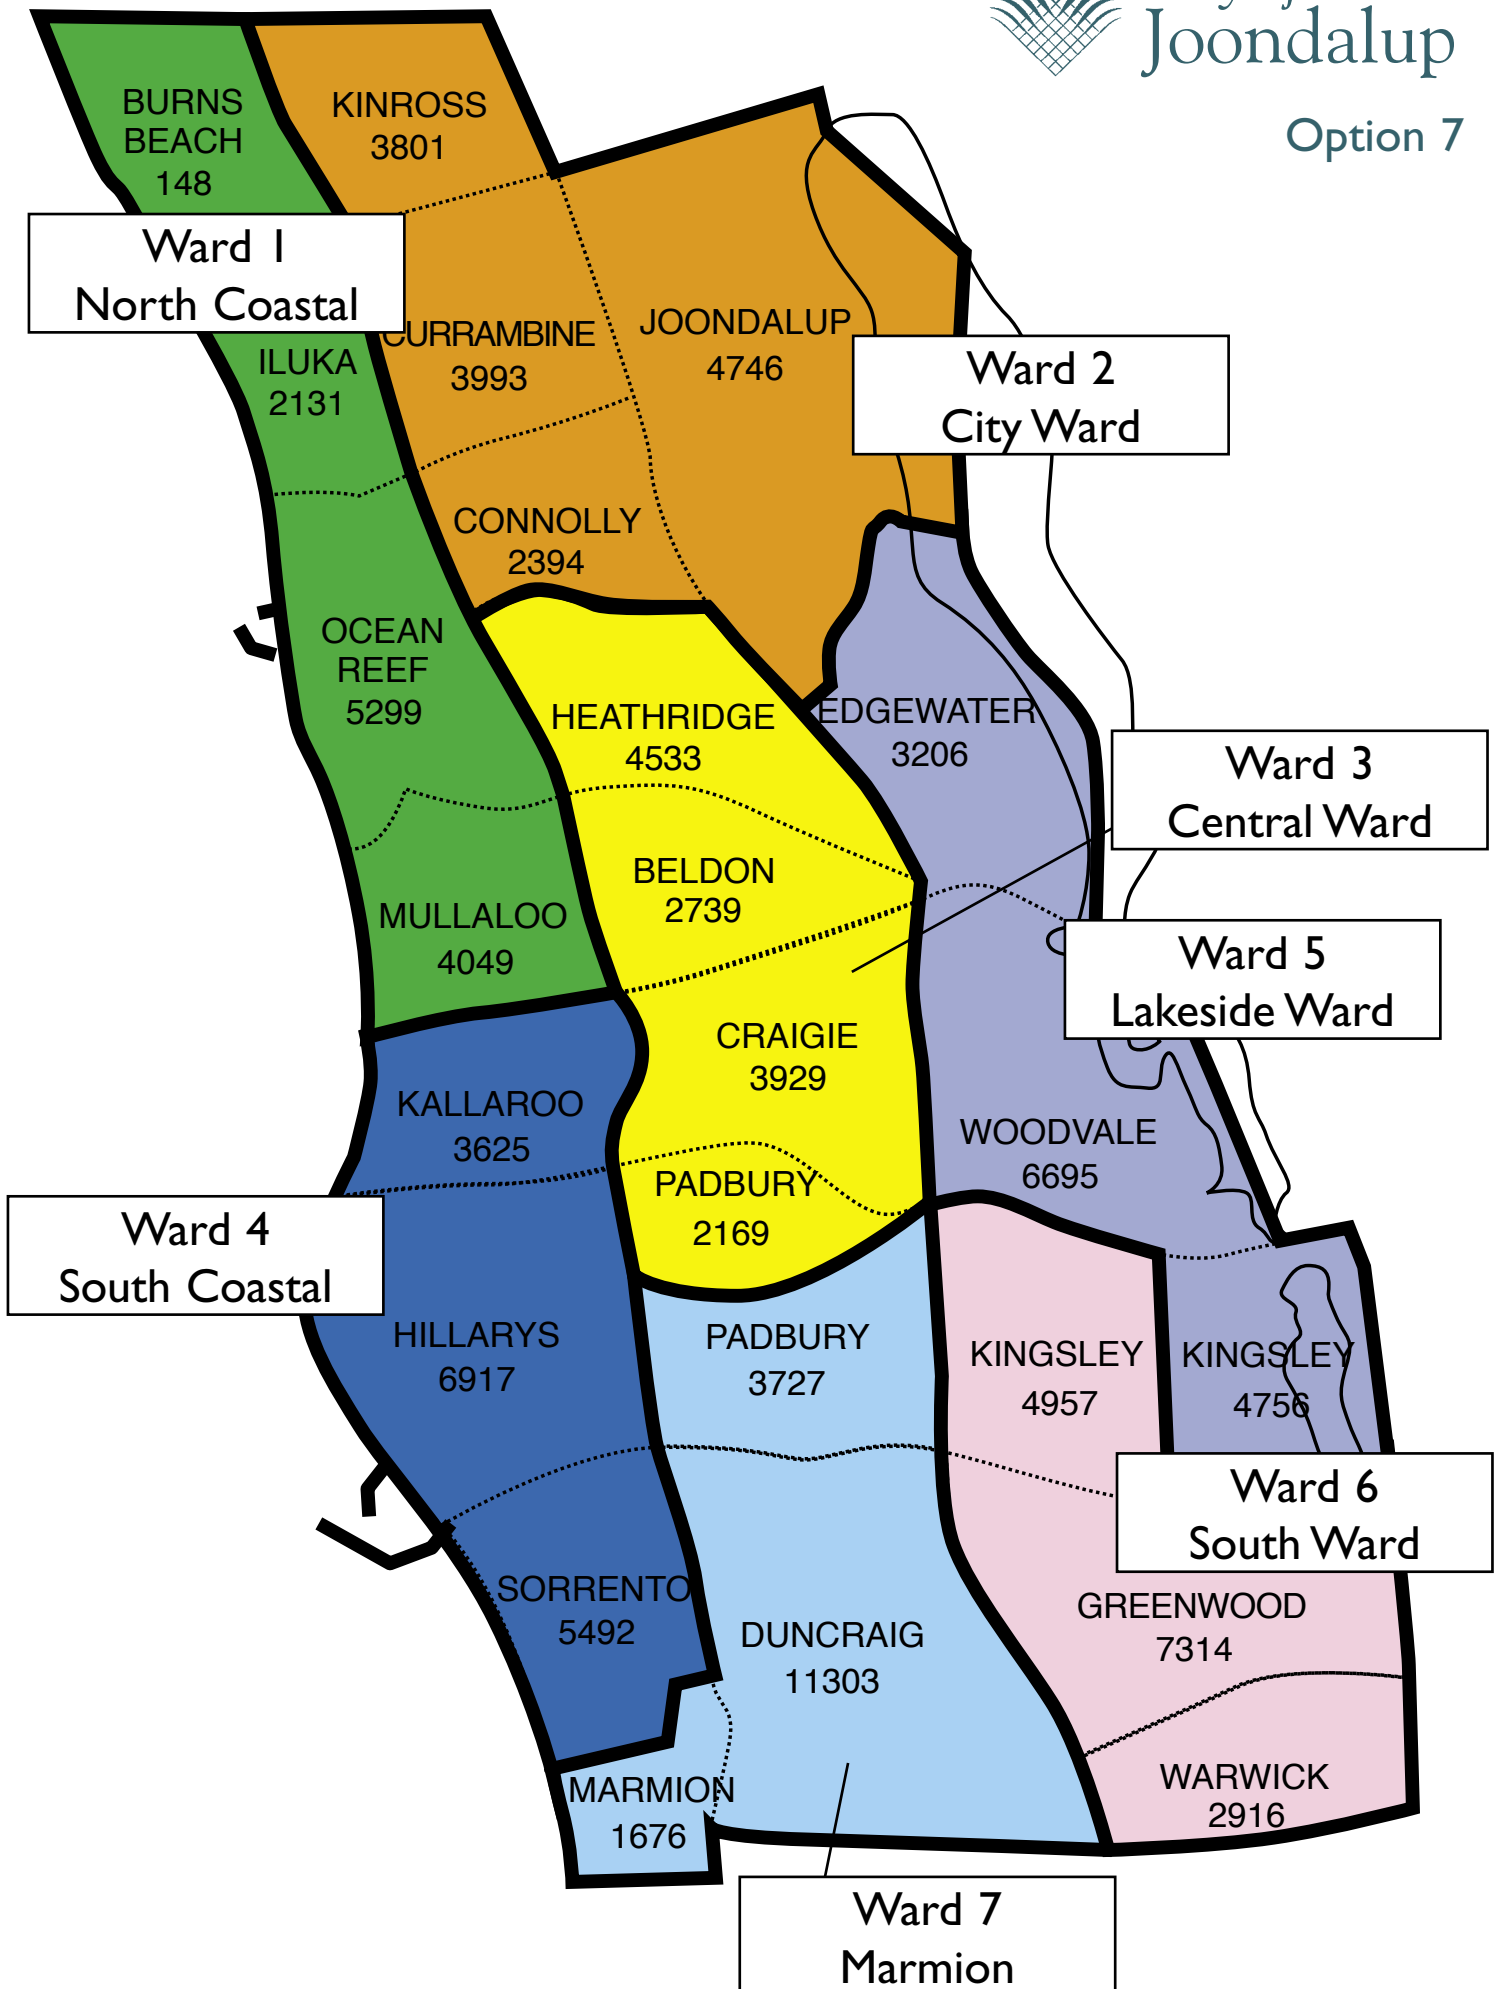 Joondalup
Option 7
BURNS
BEACH
148
KINROSS
3801
Ward 1
North Coastal
ILUKA
2131
CURRAMBINE
3993
JOONDALUP
4746
Ward 2
City Ward
CONNOLLY
2394
OCEAN
REEF
5299
HEATHRIDGE
4533
EDGEWATER
3206
Ward 3
Central Ward
BELDON
2739
MULLALOO
4049
Ward 5
Lakeside Ward
CRAIGIE
3929
KALLAROO
3625
WOODVALE
6695
PADBURY
2169
Ward 4
South Coastal
HILLARYS
6917
PADBURY
3727
KINGSLEY
4957
KINGSLEY
4756
Ward 6
South Ward
SORRENTO
5492
DUNCRAIG
11303
GREENWOOD
7314
MARMION
1676
WARWICK
2916
Ward 7
Marmion